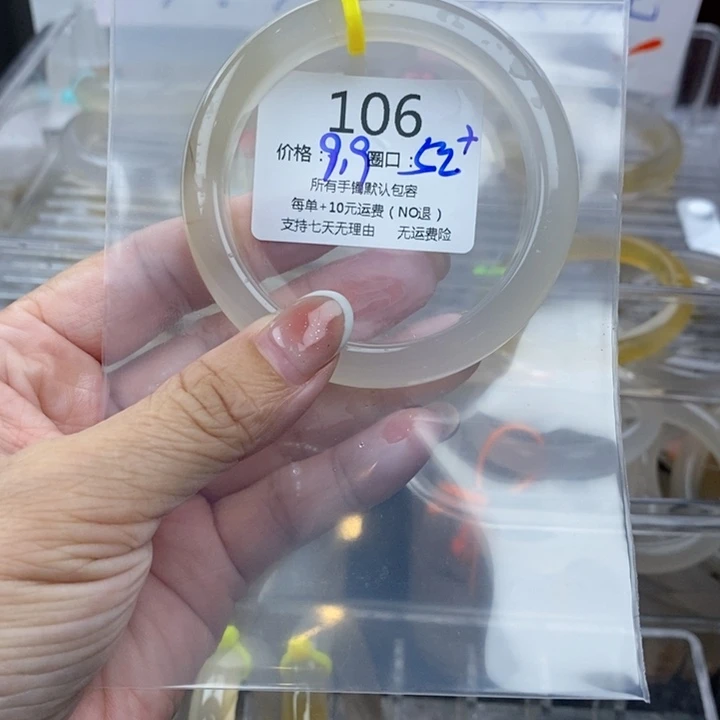 106
价格：9.9 圈口：52+
所有手镯默认包容
每单+10元运费（NO退）
支持七天无理由 无运费险